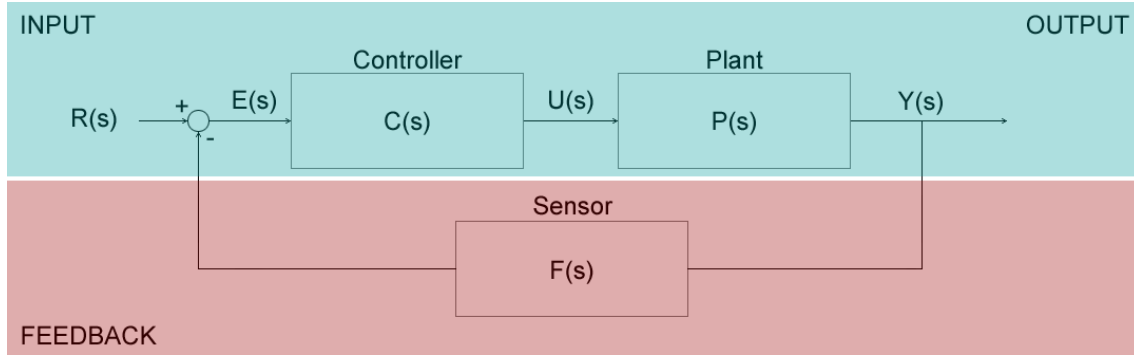 INPUT
OUTPUT
Controller
Plant
R(s)
+
-
E(s)
C(s)
U(s)
P(s)
Y(s)
Sensor
F(s)
FEEDBACK